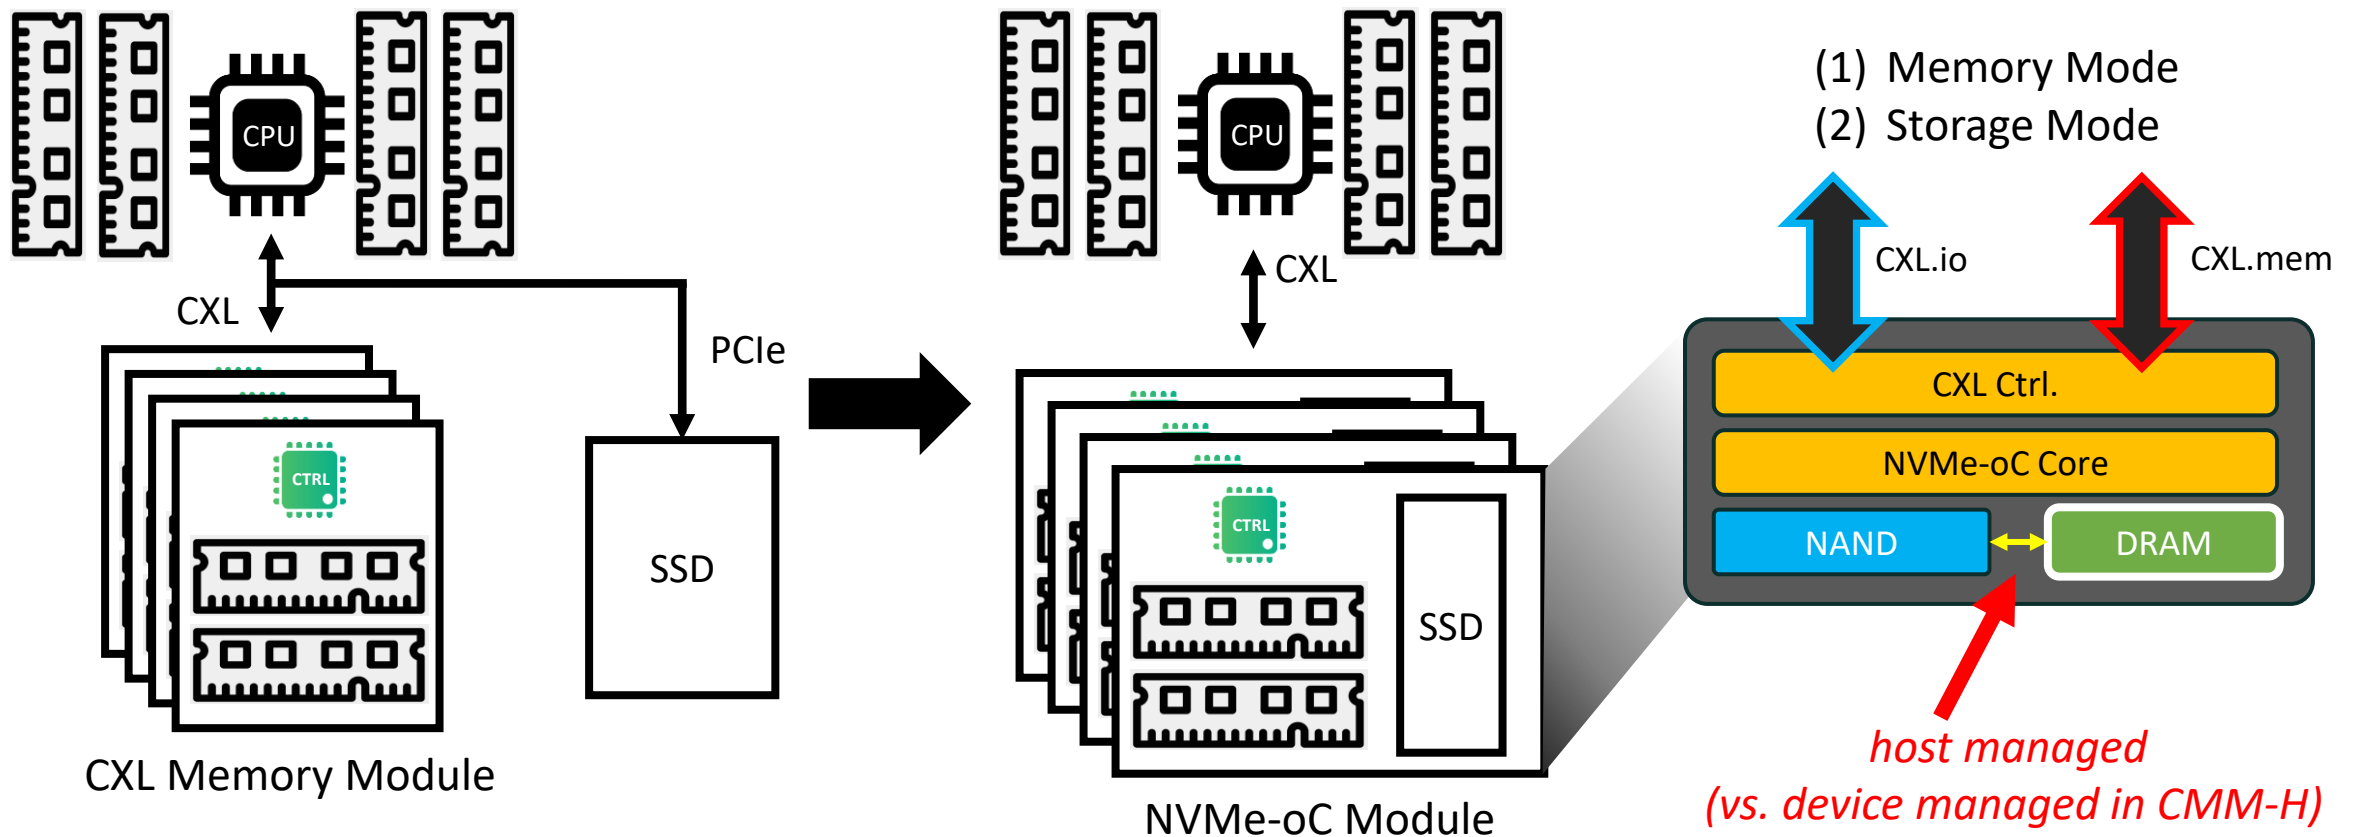 CPU
CXL
PCIe
CTRL
SSD
CXL Memory Module
CPU
CXL
CTRL
SSD
NVMe-oC Module
(1) Memory Mode
(2) Storage Mode
CXL.io
CXL.mem
CXL Ctrl.
NVMe-oC Core
NAND
DRAM
host managed
(vs. device managed in CMM-H)